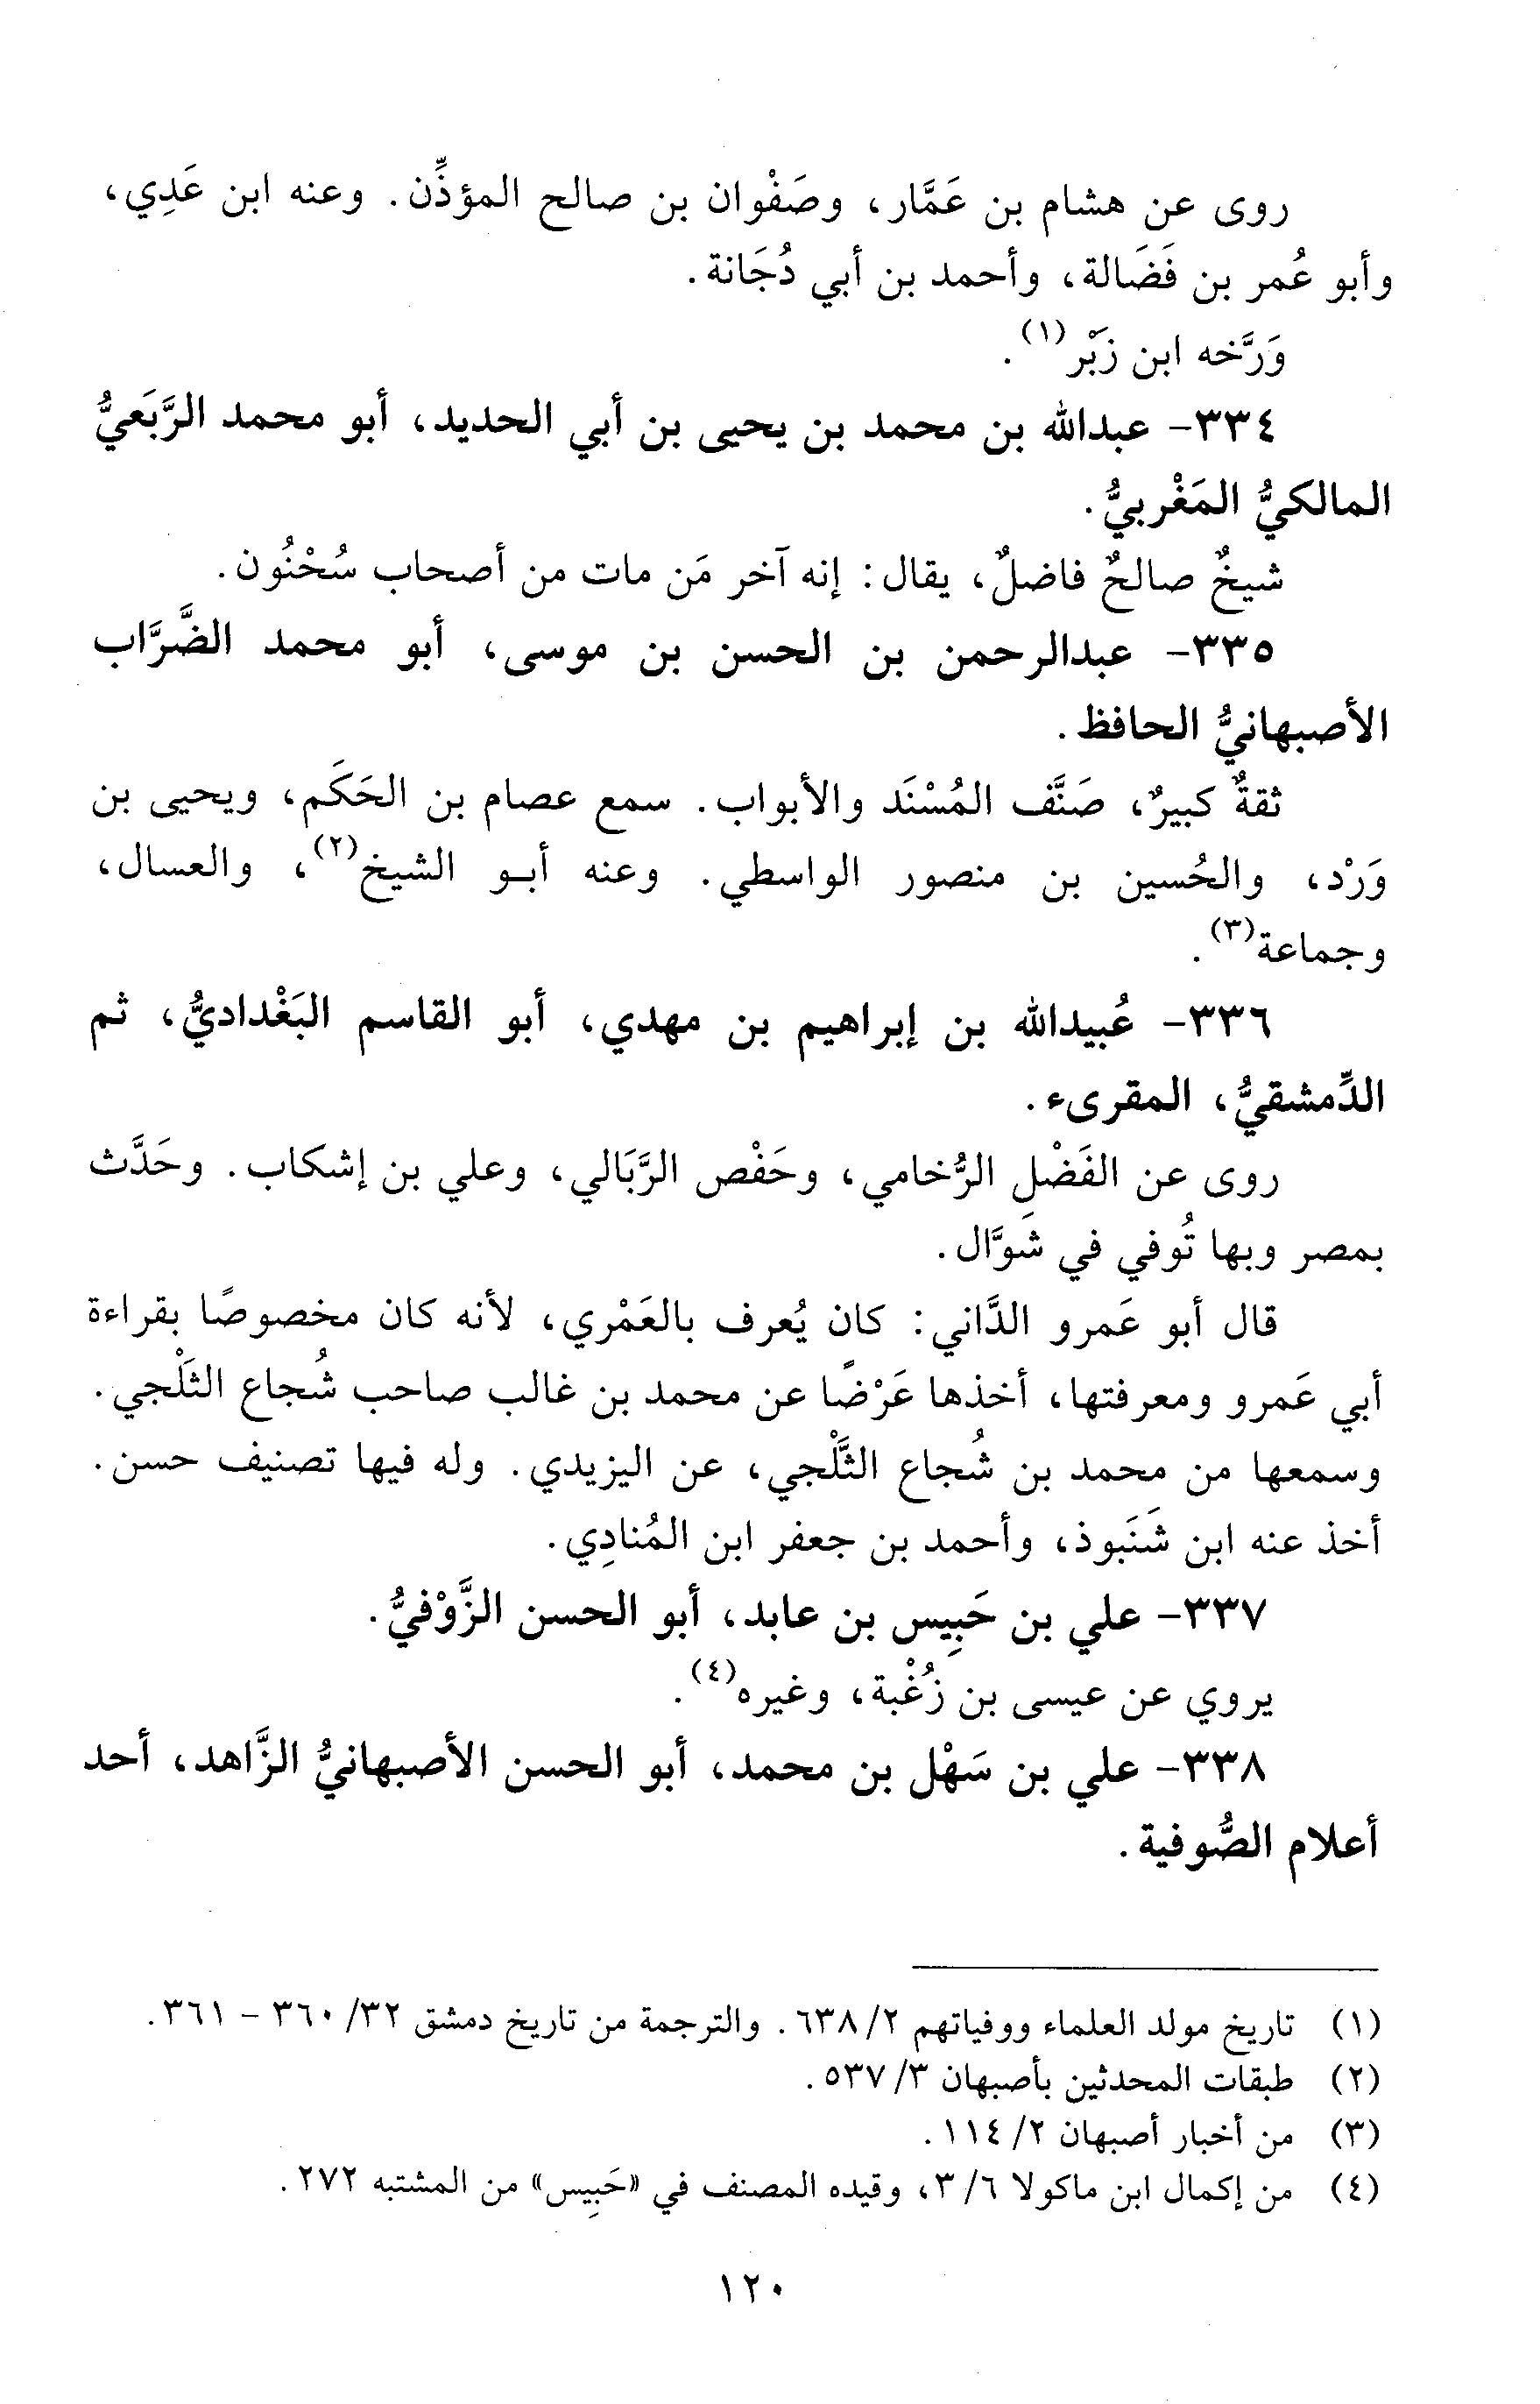 روى عن هشام بن عَمَّار، وصَفْوان بن صالح المؤذِّن. وعنه ابن عَدِي،
وأبو عُمر بن فَضَالة، وأحمد بن أبي دُجَانة.
وَرَّخه ابن زَبْر(١).
٣٣٤- عبدالله بن محمد بن يحيى بن أبي الحديد، أبو محمد الرَّبَعيُّ
المالكيُّ المَغْربيُّ.
شيخٌ صالحٌ فاضلٌ، يقال: إنه آخر مَن مات من أصحاب سُحْنُون.
٣٣٥- عبدالرحمن بن الحسن بن موسى، أبو محمد الضَّرَّاب
الأصبهانيُّ الحافظ.
ثقةٌ كبيرٌ، صَنَّف المُسْنَد والأبواب. سمع عصام بن الحَكَم، ويحيى بن
وَرْد، والحُسين بن منصور الواسطي. وعنه أبو الشيخ(٢)، والعسال،
وجماعة(٣).
٣٣٦- عُبيدالله بن إبراهيم بن مهدي، أبو القاسم البَغْداديُّ، ثم
الدِّمشقيُّ، المقرىء.
روى عن الفَضْل الرُّخامي، وحَفْص الرَّبَالي، وعلي بن إشكاب. وحَدَّث
بمصر وبها تُوفي في شَوَّال.
قال أبو عَمرو الدَّاني: كان يُعرف بالعَمْري، لأنه كان مخصوصًا بقراءة
أبي عَمرو ومعرفتها، أخذها عَرْضًا عن محمد بن غالب صاحب شُجاع الثَلْجي.
وسمعها من محمد بن شُجاع الثَّلْجي، عن اليزيدي. وله فيها تصنيف حسن.
أخذ عنه ابن شَنَبوذ، وأحمد بن جعفر ابن المُنادِي.
٣٣٧- علي بن حَبِيس بن عابد، أبو الحسن الزَّوْفيُّ.
يروي عن عيسى بن زُغْبة، وغيره(٤).
٣٣٨- علي بن سَهْل بن محمد، أبو الحسن الأصبهانيُّ الزَّاهد، أحد
أعلام الصُّوفية.
(١) تاريخ مولد العلماء ووفياتهم ٢/ ٦٣٨. والترجمة من تاريخ دمشق ٣٢/ ٣٦٠ - ٣٦١.
(٢) طبقات المحدثين بأصبهان ٣/ ٥٣٧.
(٣) من أخبار أصبهان ٢/ ١١٤.
(٤) من إكمال ابن ماكولا ٦/ ٣، وقيده المصنف في «حَبِيس» من المشتبه ٢٧٢.
١٢٠